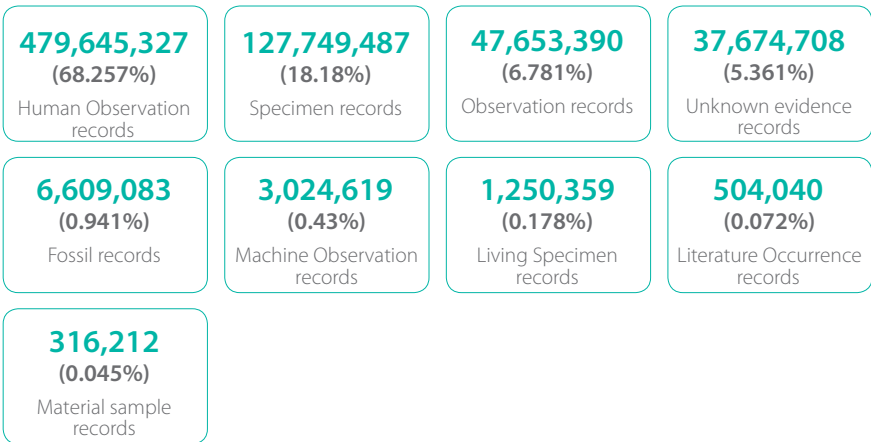 479,645,327
(68.257%)
Human Observation
records
127,749,487
(18.18%)
Specimen records
47,653,390
(6.781%)
Observation records
37,674,708
(5.361%)
Unknown evidence
records
6,609,083
(0.941%)
Fossil records
3,024,619
(0.43%)
Machine Observation
records
1,250,359
(0.178%)
Living Specimen
records
504,040
(0.072%)
Literature Occurrence
records
316,212
(0.045%)
Material sample
records